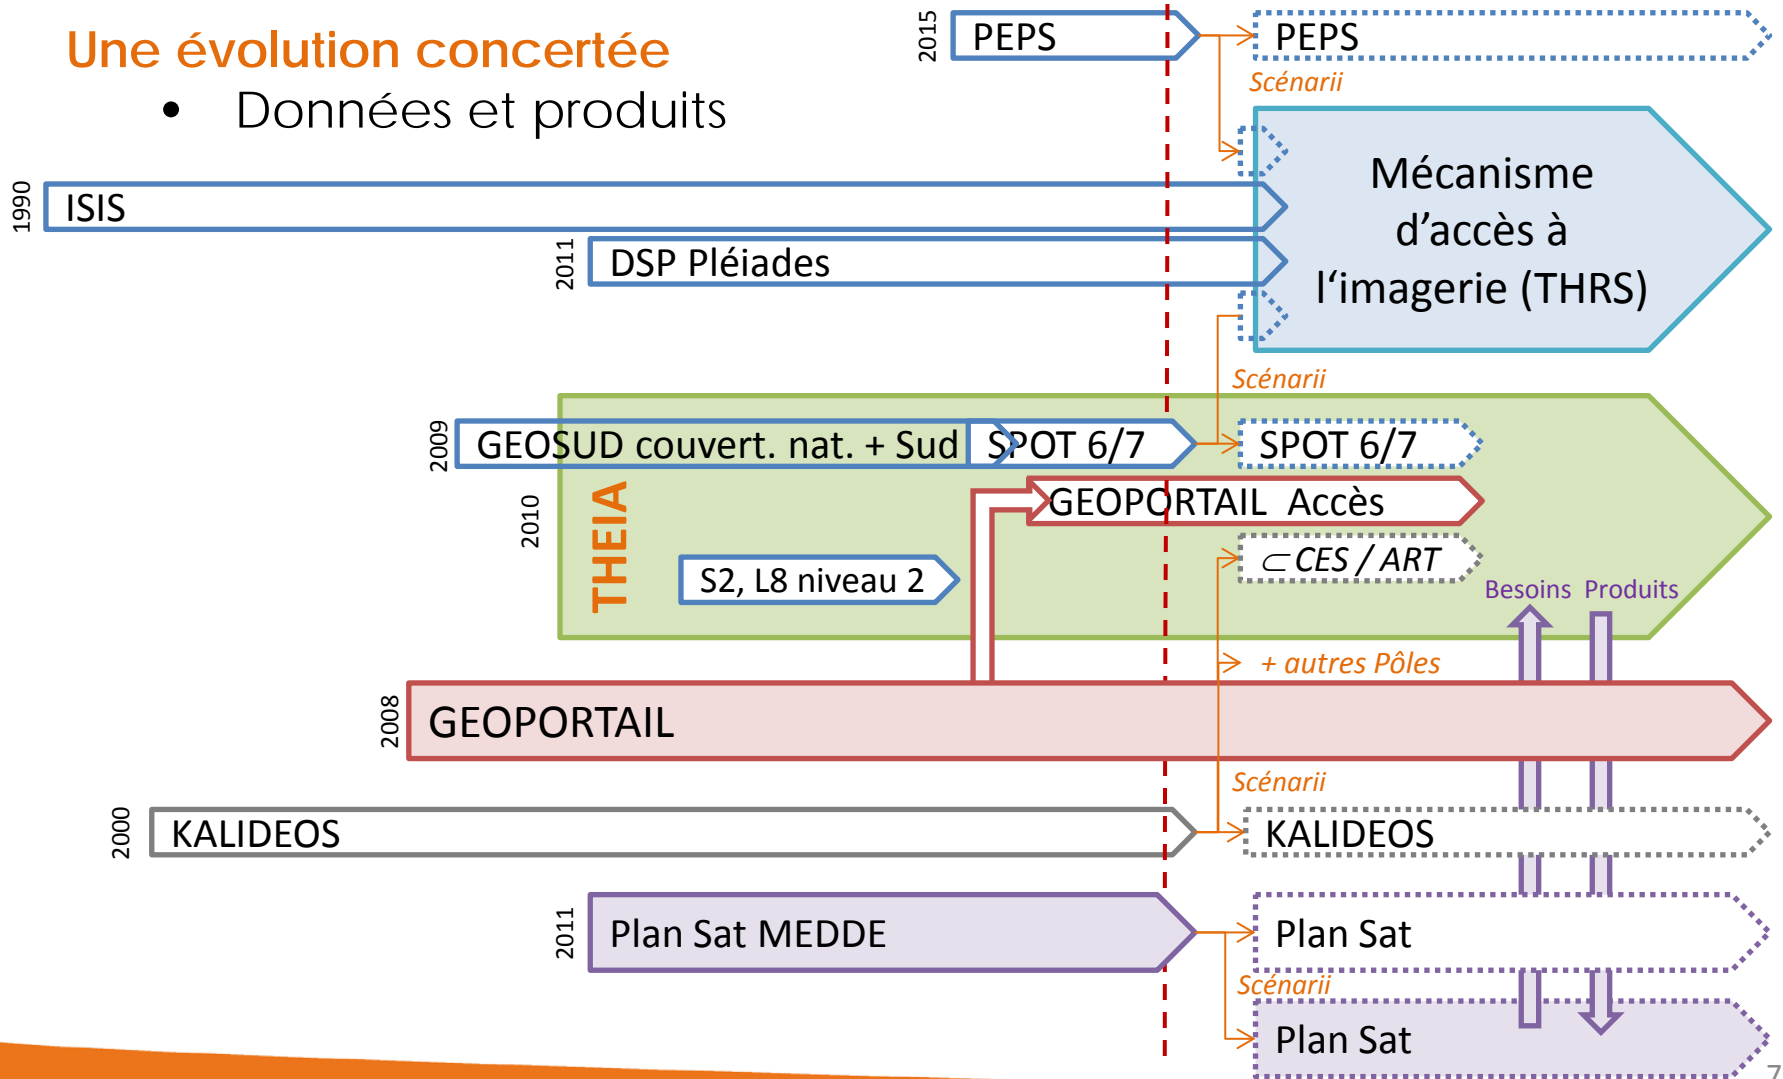 Une évolution concertée
• Données et produits
2015
PEPS
PEPS
Scénarii
Mécanisme
d'accès à
l‘imagerie (THRS)
1990
ISIS
2011
DSP Pléiades
Scénarii
2009
GEOSUD couvert. nat. + Sud
SPOT 6/7
SPOT 6/7
2010
THEIA
GEOPORTAIL Accès
S2, L8 niveau 2
⊂ CES / ART
Besoins Produits
+ autres Pôles
2008
GEOPORTAIL
Scénarii
2000
KALIDEOS
KALIDEOS
2011
Plan Sat MEDDE
Plan Sat
Scénarii
Plan Sat
7